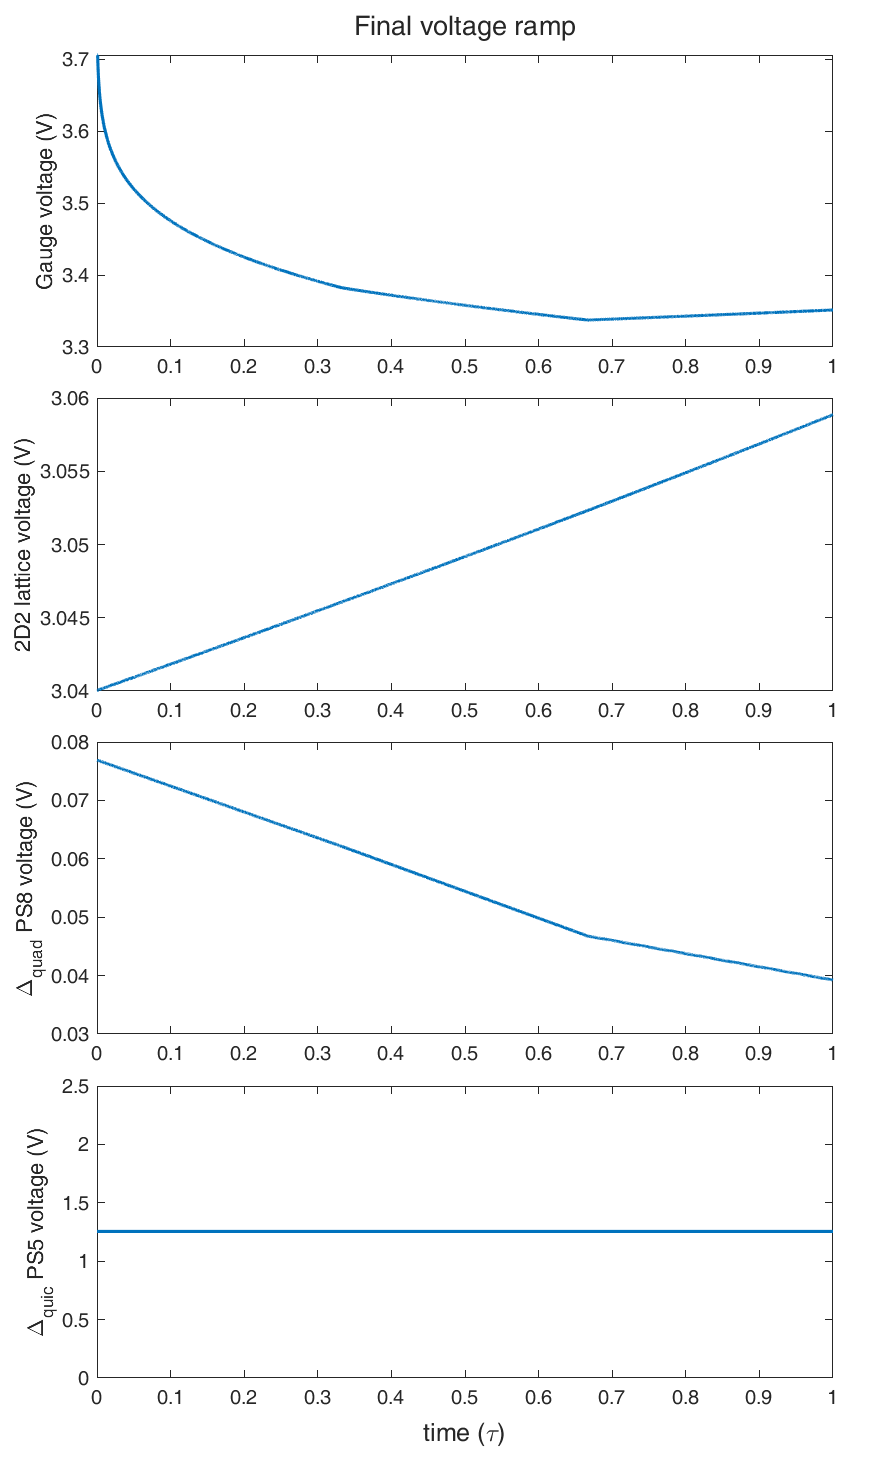 Final voltage ramp
Gauge voltage (V)
3.7
3.6
3.5
3.4
3.3
0 0.1 0.2 0.3 0.4 0.5 0.6 0.7 0.8 0.9 1
2D2 lattice voltage (V)
3.06
3.055
3.05
3.045
3.04
0 0.1 0.2 0.3 0.4 0.5 0.6 0.7 0.8 0.9 1
Δquad PS8 voltage (V)
0.08
0.07
0.06
0.05
0.04
0.03
0 0.1 0.2 0.3 0.4 0.5 0.6 0.7 0.8 0.9 1
Δquic PS5 voltage (V)
2.5
2
1.5
1
0.5
0
0 0.1 0.2 0.3 0.4 0.5 0.6 0.7 0.8 0.9 1
time (τ)